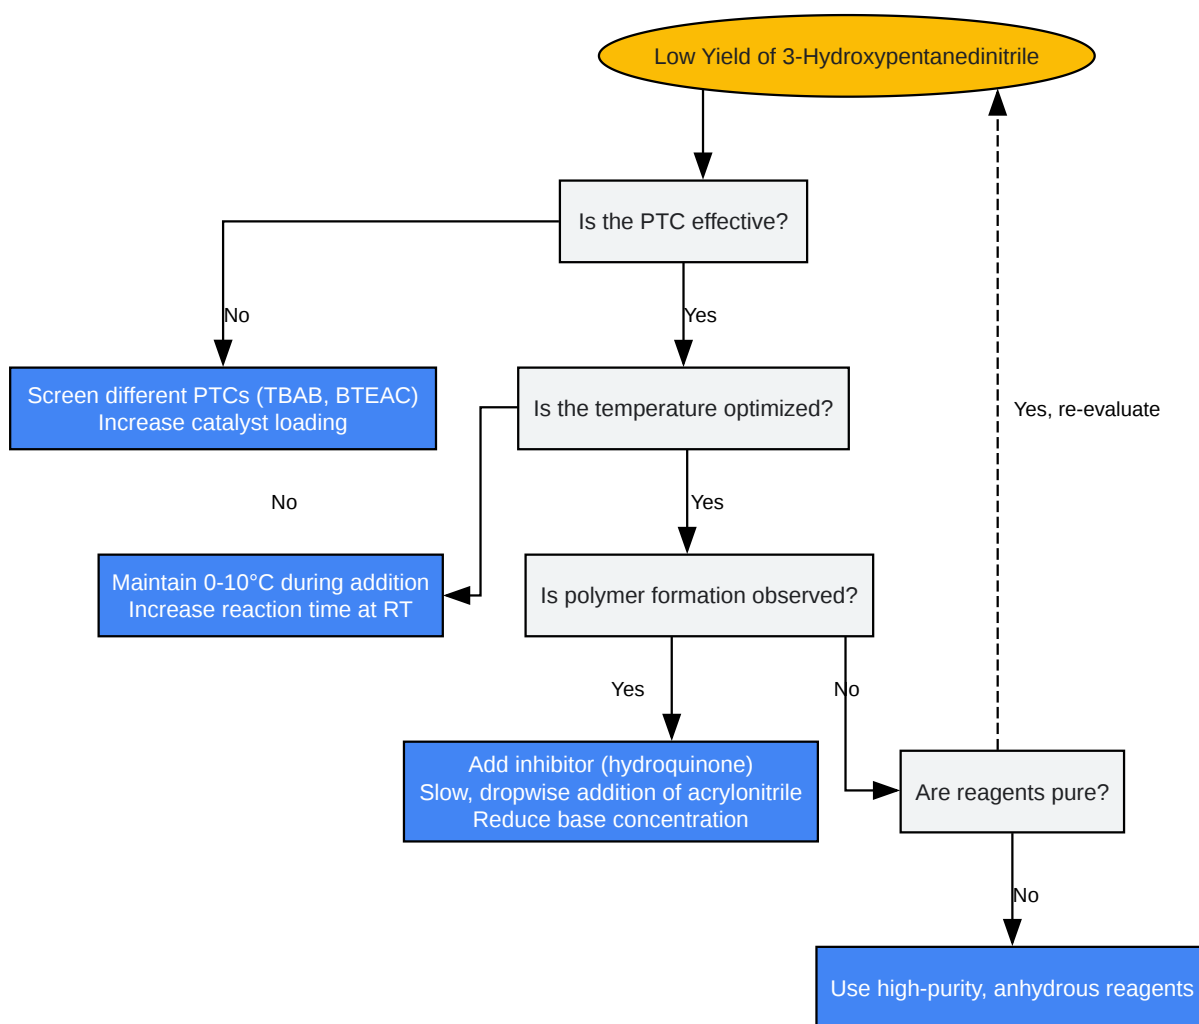 Low Yield of 3-Hydroxypentanedinitrile
Is the PTC effective?
No
Yes
Screen different PTCs (TBAB, BTEAC)
Increase catalyst loading
Is the temperature optimized?
Yes, re-evaluate
No
Yes
Maintain 0-10°C during addition
Increase reaction time at RT
Is polymer formation observed?
Yes
No
Add inhibitor (hydroquinone)
Slow, dropwise addition of acrylonitrile
Reduce base concentration
Are reagents pure?
No
Use high-purity, anhydrous reagents